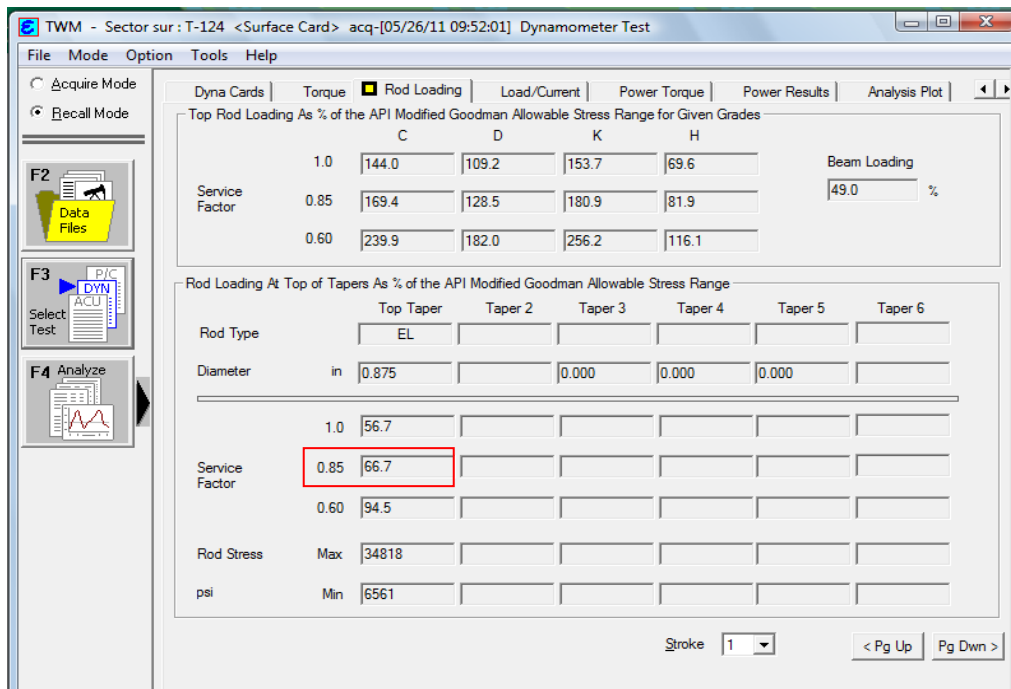 TWM - Sector sur : T-124 <Surface Card> acq-[05/26/11 09:52:01] Dynamometer Test
File Mode Option Tools Help
Acquire Mode
Recall Mode
F2
Data
Files
F3
P/C
DYN
ACU
Select
Test
F4 Analyze
Dyna Cards Torque Rod Loading Load/Current Power Torque Power Results Analysis Plot
Top Rod Loading As % of the API Modified Goodman Allowable Stress Range for Given Grades
C D K H
Service
Factor
1.0 144.0 109.2 153.7 69.6
0.85 169.4 128.5 180.9 81.9
0.60 239.9 182.0 256.2 116.1
Beam Loading
49.0 %
Rod Loading At Top of Tapers As % of the API Modified Goodman Allowable Stress Range
Top Taper Taper 2 Taper 3 Taper 4 Taper 5 Taper 6
Rod Type EL
Diameter in 0.875 0.000 0.000 0.000
Service
Factor
1.0 56.7
0.85 66.7
0.60 94.5
Rod Stress Max 34818
psi Min 6561
Stroke 1
< Pg Up Pg Dwn >